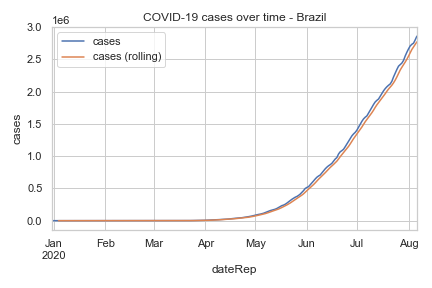 COVID-19 cases over time - Brazil
1e6
cases
cases (rolling)
3.0
2.5
2.0
1.5
1.0
0.5
0.0
cases
Jan Feb Mar Apr May Jun Jul Aug
2020
dateRep